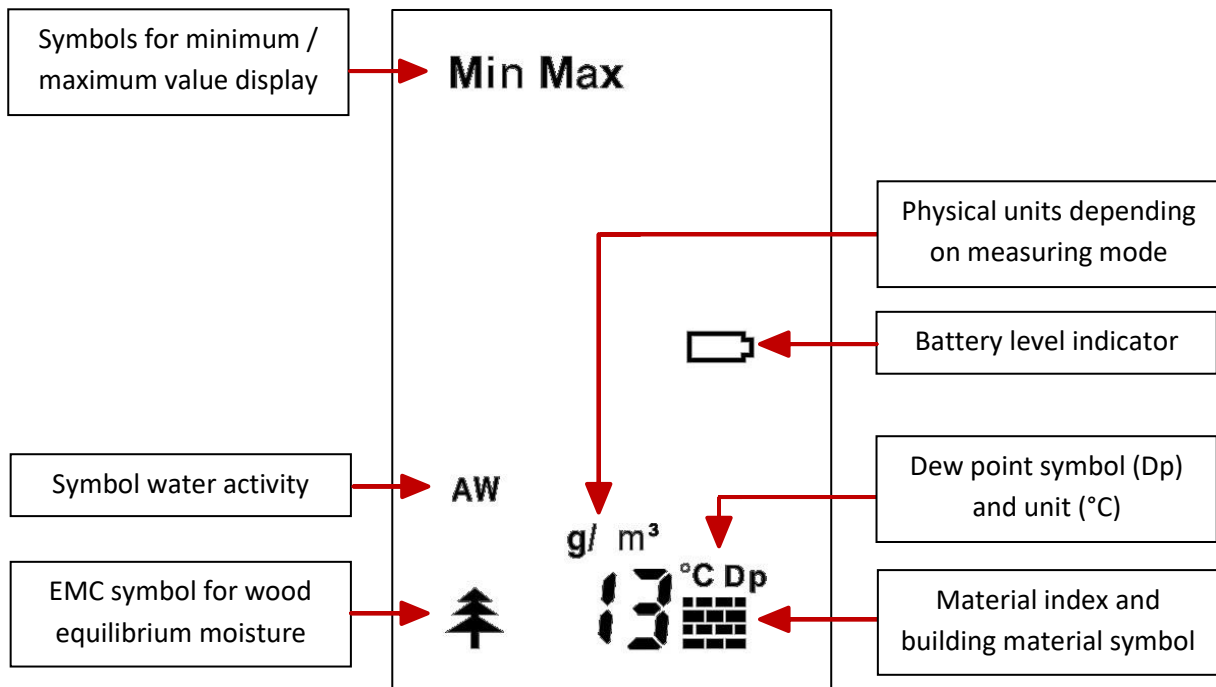 Symbols for minimum /
maximum value display
Min Max
Physical units depending
on measuring mode
Battery level indicator
Symbol water activity
AW
Dew point symbol (Dp)
and unit (°C)
g/ m³
°C Dp
13
EMC symbol for wood
equilibrium moisture
Material index and
building material symbol